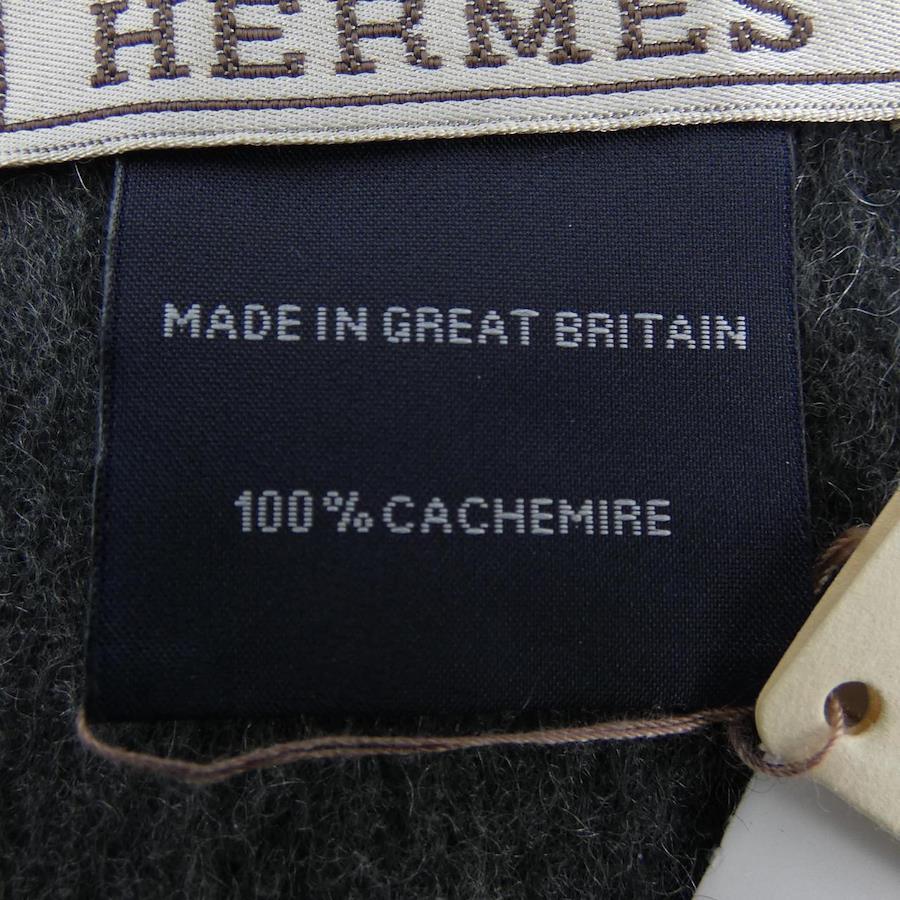 HERMES
MADE IN GREAT BRITAIN
100% CACHEMIRE